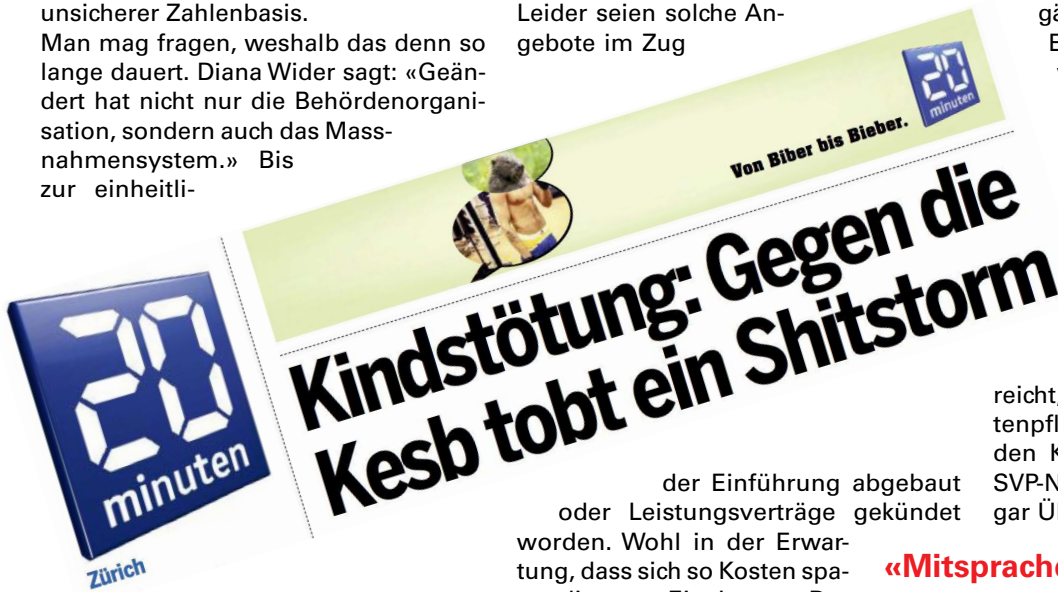 unsicherer Zahlenbasis.
Man mag fragen, weshalb das denn so
lange dauert. Diana Wider sagt: «Geän-
dert hat nicht nur die Behördenorgani-
sation, sondern auch das Mass-
nahmensystem.» Bis
zur einheitli-
Leider seien solche An-
gebote im Zug
Von Biber bis Bieber.
20
minuten
20
minuten
Zürich
Kindstötung: Gegen die
Kesb tobt ein Shitstorm
der Einführung abgebaut
oder Leistungsverträge gekündet
worden. Wohl in der Erwar-
tung, dass sich so Kosten spa-
reicht,
tenpfl
den K
SVP-N
gar Ü
«Mitsprache